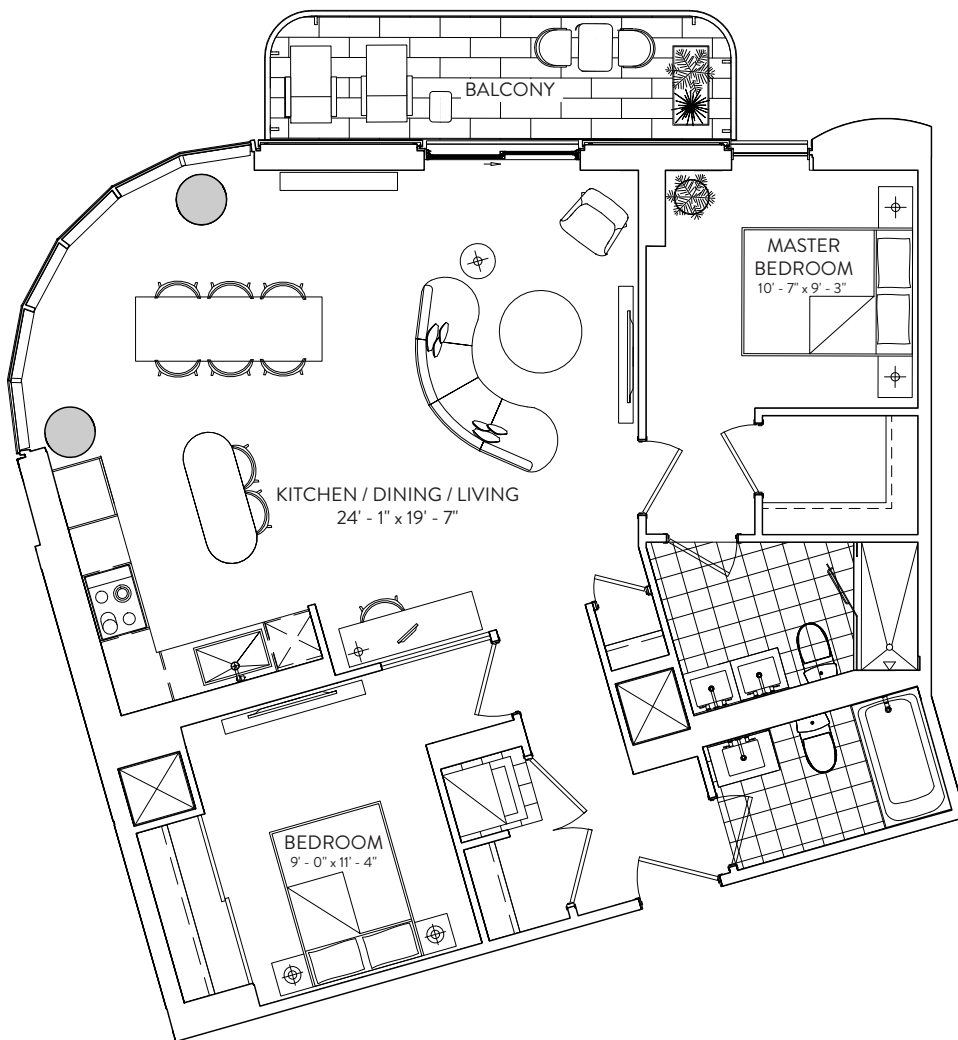 BALCONY
MASTER
BEDROOM
10' - 7" x 9' - 3"
KITCHEN / DINING / LIVING
24' - 1" x 19' - 7"
BEDROOM
9' - 0" x 11' - 4"